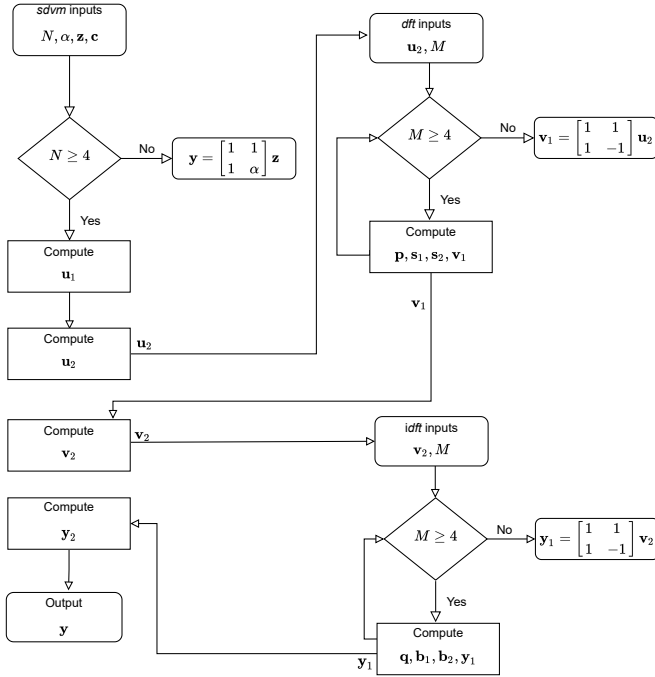 sdvm inputs
N, α, z, c
N ≥ 4
No
y = [1 1; 1 α] z
Yes
Compute
u₁
Compute
u₂
u₂
dft inputs
u₂, M
M ≥ 4
No
v₁ = [1 1; 1 −1] u₂
Yes
Compute
p, s₁, s₂, v₁
v₁
Compute
v₂
v₂
idft inputs
v₂, M
M ≥ 4
No
y₁ = [1 1; 1 −1] v₂
Yes
Compute
q, b₁, b₂, y₁
y₁
Compute
y₂
Output
y